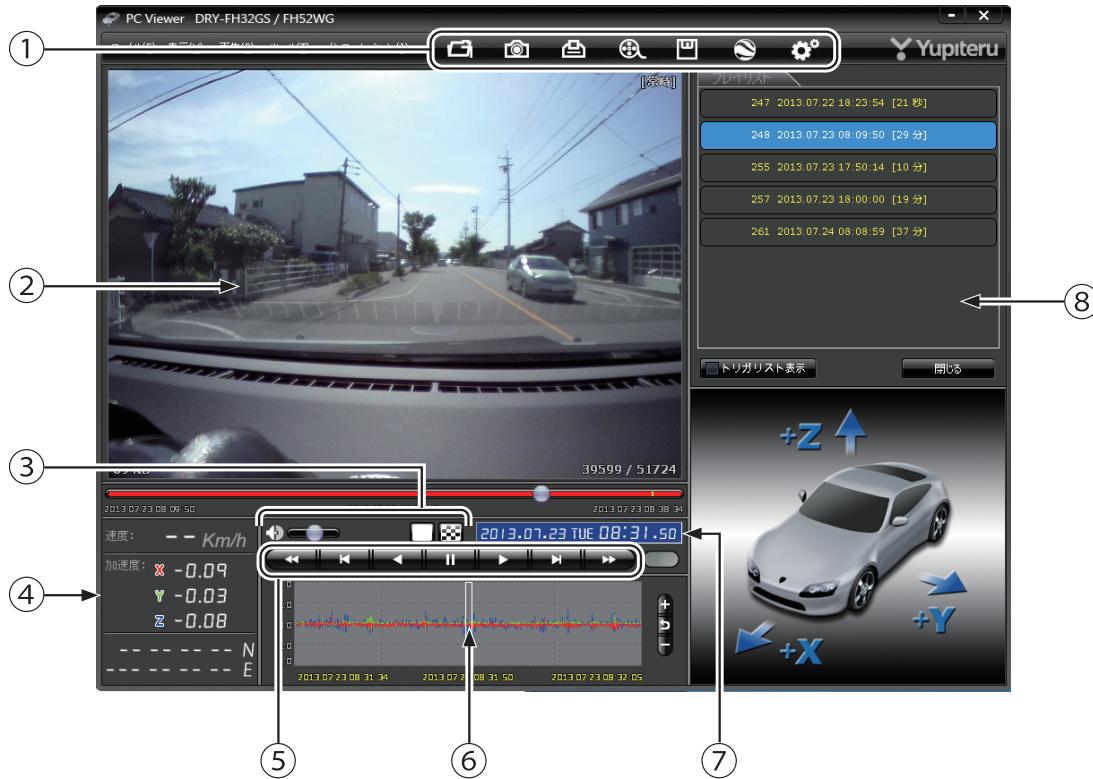 PC Viewer DRY-FH32GS / FH52WG
①
Yupiteru
[常時]
プレイリスト
247 2013.07.22 18:23:54 [21 秒]
248 2013.07.23 08:09:50 [29 分]
255 2013.07.23 17:50:14 [10 分]
257 2013.07.23 18:00:00 [19 分]
261 2013.07.24 08:08:59 [37 分]
②
⑧
トリガリスト表示
閉じる
+Z
③
39599 / 51724
2013 07 23 08 09 50
2013 07 23 08 38 34
速度: -- Km/h
2013.07.23 TUE 08:31.50
加速度: X -0.09
Y -0.03
Z -0.08
④
+Y
+X
-- -- -- -- N
-- -- -- -- E
2013 07 23 08 31 34
2013 07 23 08 31 50
2013 07 23 08 32 05
⑤
⑥
⑦